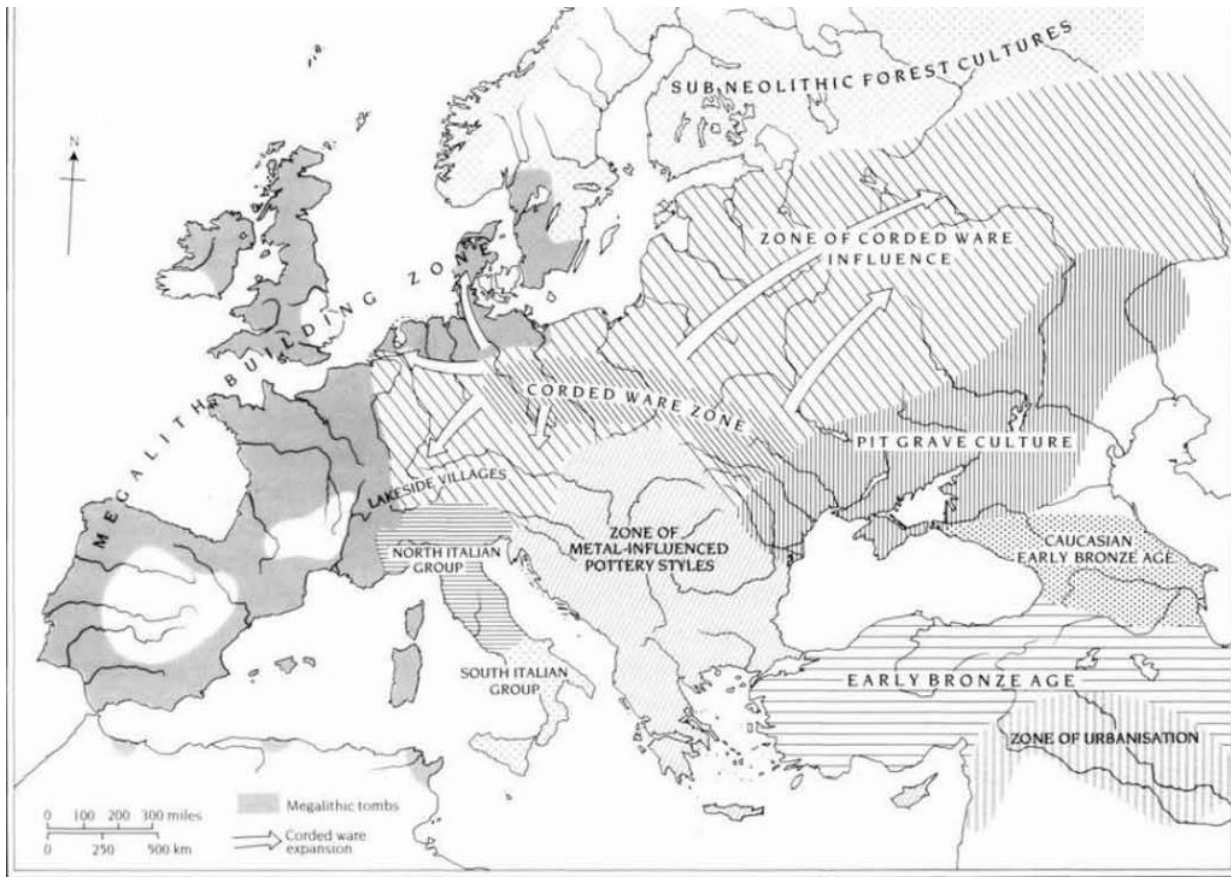 N
SUB NEOLITHIC FOREST CULTURES
ZONE OF CORDED WARE
INFLUENCE
MEGALITH BUILDING ZONE
CORDED WARE ZONE
PIT GRAVE CULTURE
LAKESIDE VILLAGES
NORTH ITALIAN
GROUP
ZONE OF
METAL-INFLUENCED
POTTERY STYLES
CAUCASIAN
EARLY BRONZE AGE
SOUTH ITALIAN
GROUP
EARLY BRONZE AGE
ZONE OF URBANISATION
0 100 200 300 miles
0 250 500 km
Megalithic tombs
Corded ware
expansion